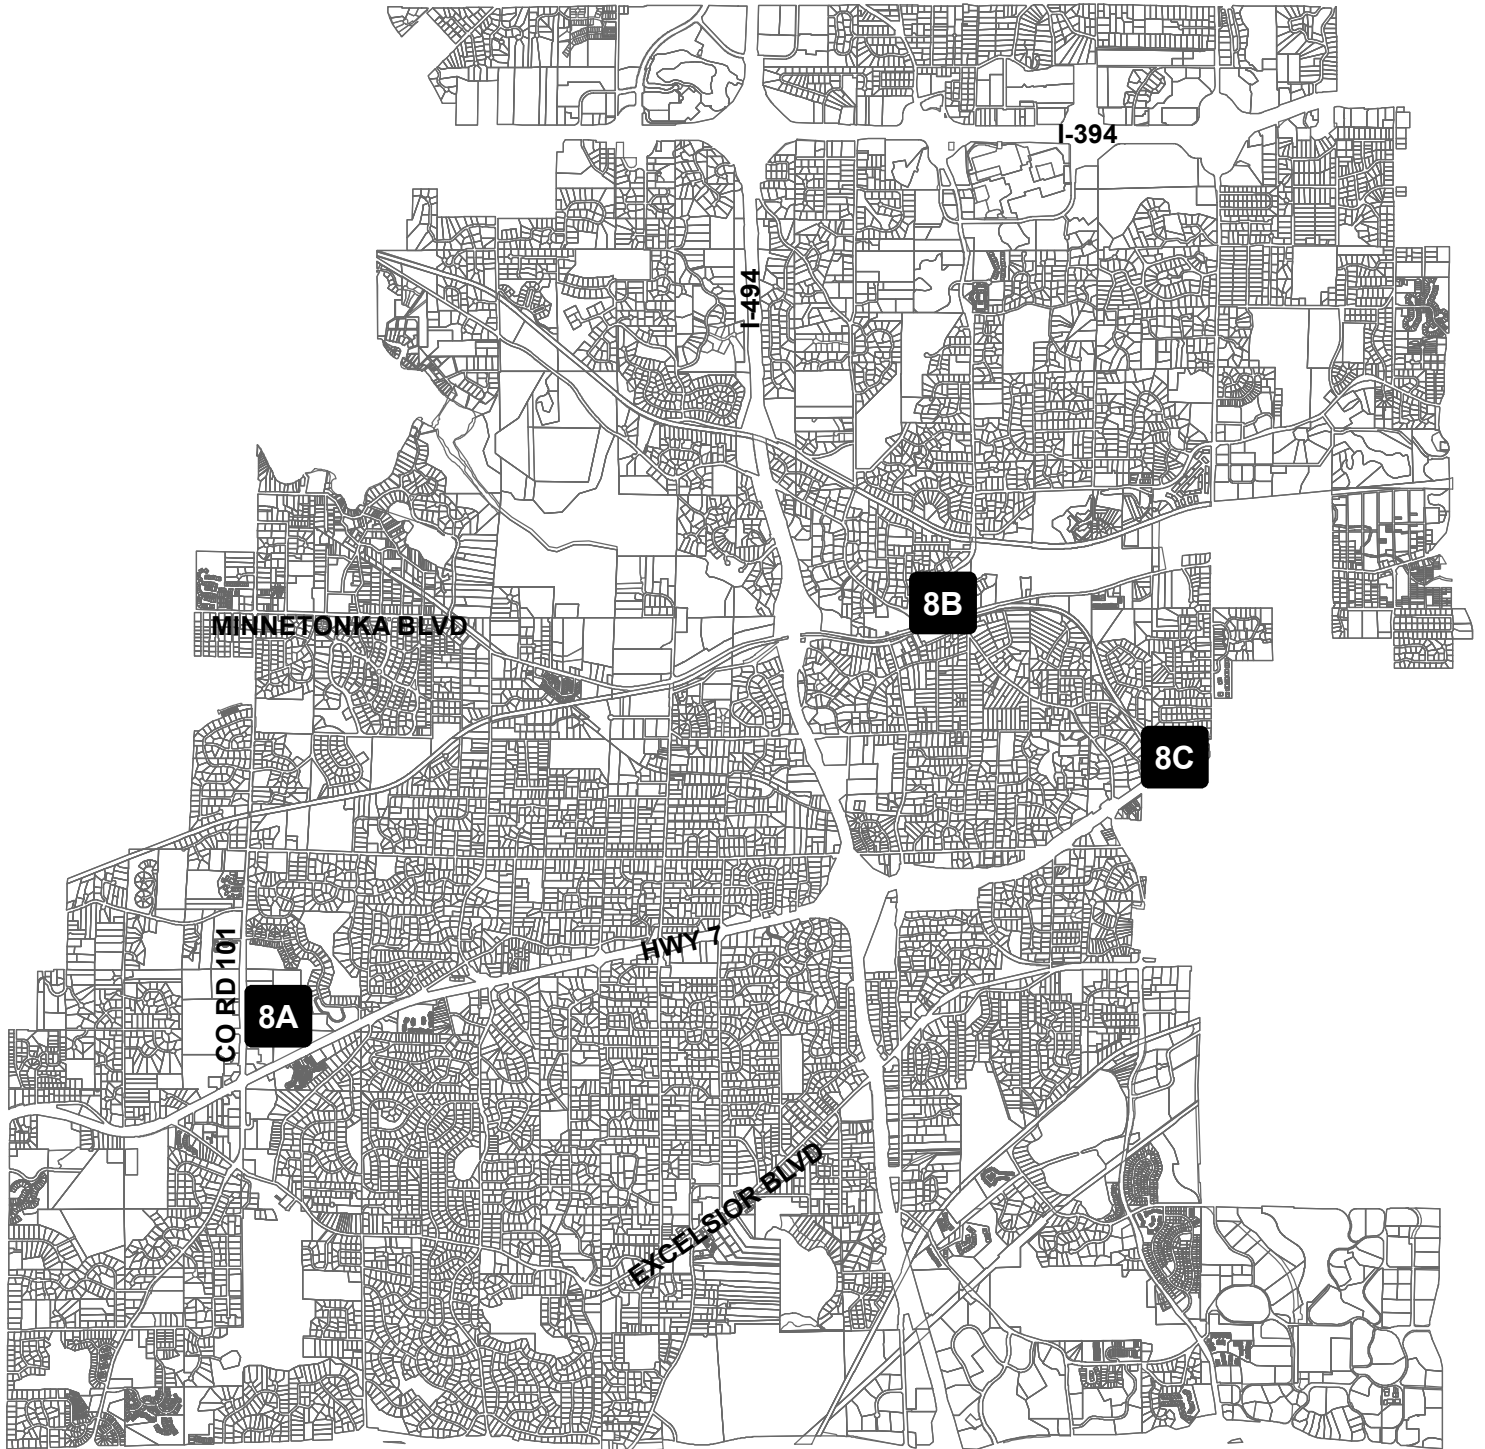 I-394
I-494
8B
MINNETONKA BLVD
8C
HWY 7
CO RD 101
8A
EXCELSIOR BLVD